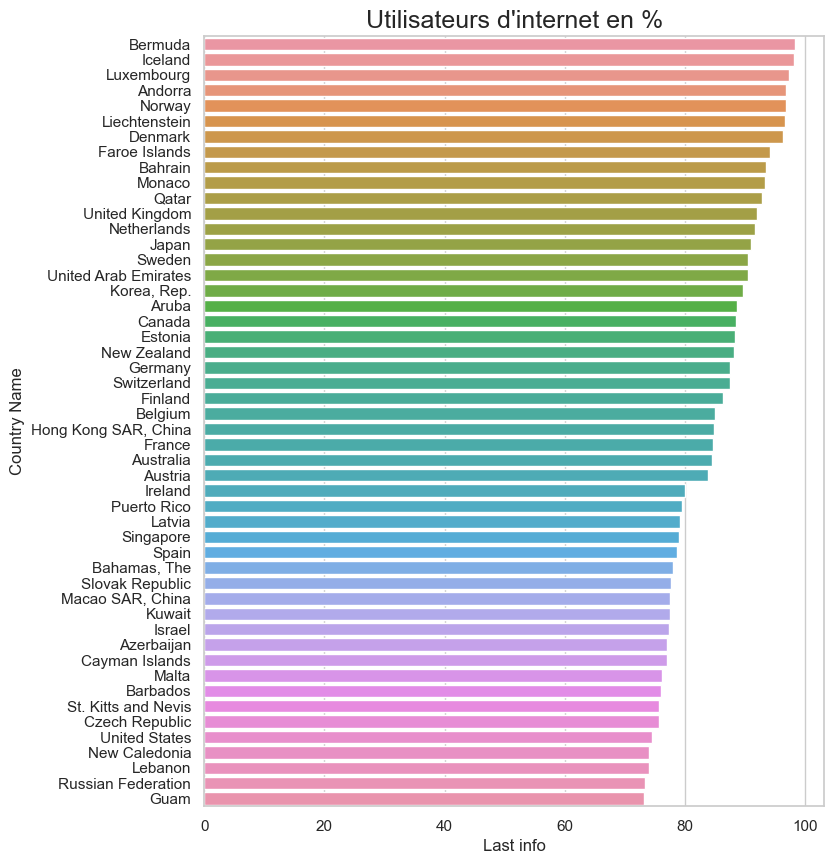 Utilisateurs d'internet en %
Country Name
Bermuda
Iceland
Luxembourg
Andorra
Norway
Liechtenstein
Denmark
Faroe Islands
Bahrain
Monaco
Qatar
United Kingdom
Netherlands
Japan
Sweden
United Arab Emirates
Korea, Rep.
Aruba
Canada
Estonia
New Zealand
Germany
Switzerland
Finland
Belgium
Hong Kong SAR, China
France
Australia
Austria
Ireland
Puerto Rico
Latvia
Singapore
Spain
Bahamas, The
Slovak Republic
Macao SAR, China
Kuwait
Israel
Azerbaijan
Cayman Islands
Malta
Barbados
St. Kitts and Nevis
Czech Republic
United States
New Caledonia
Lebanon
Russian Federation
Guam
0 20 40 60 80 100
Last info